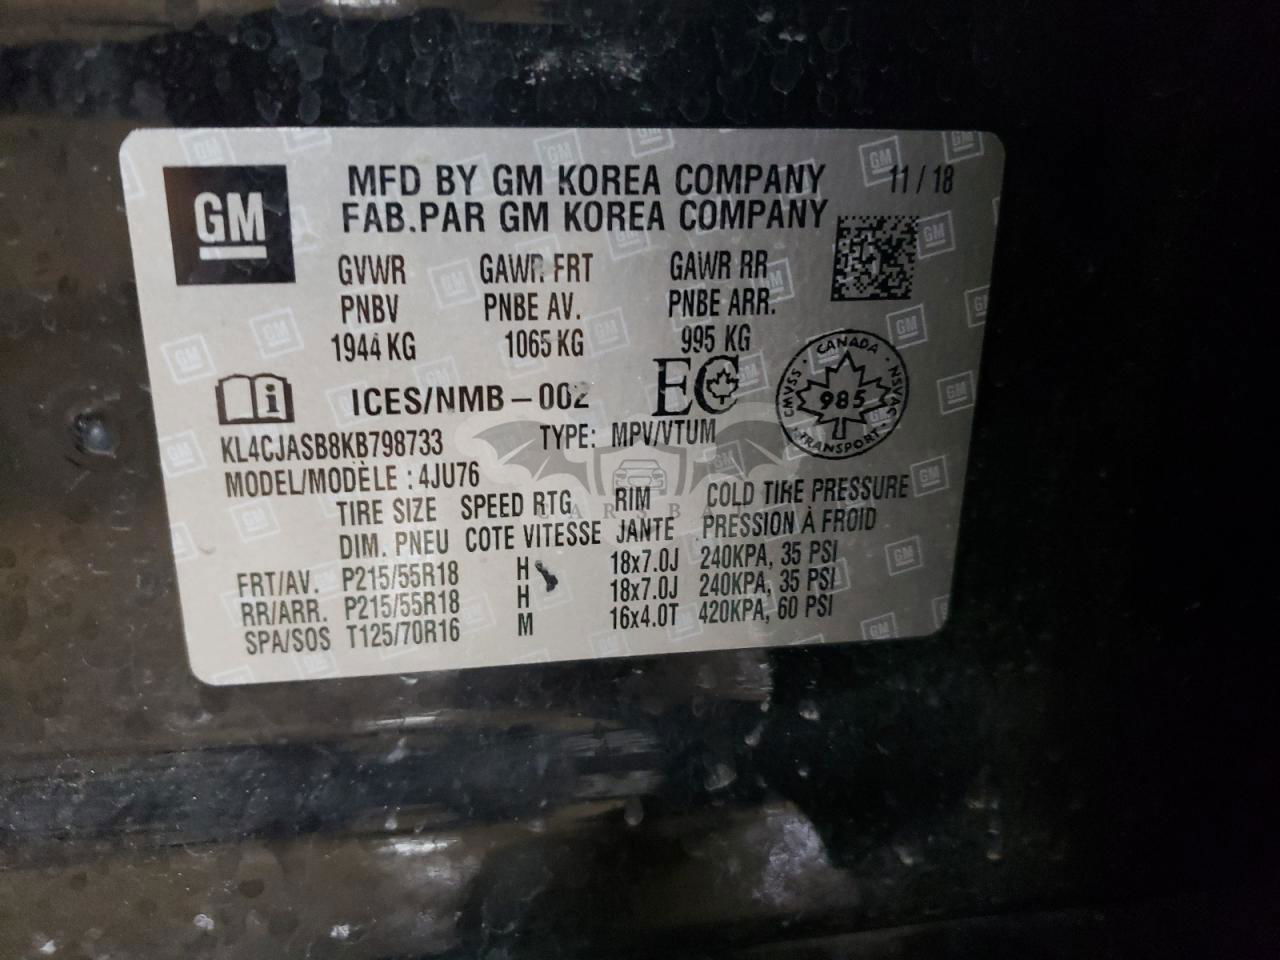 GM
MFD BY GM KOREA COMPANY 11 / 18
FAB.PAR GM KOREA COMPANY
GVWR GAWR FRT GAWR RR
PNBV PNBE AV. PNBE ARR.
1944 KG 1065 KG 995 KG
ICES/NMB-002 EC
CANADA
CMVSS 985 NSVAC
TRANSPORT
KL4CJASB8KB798733 TYPE: MPV/VTUM
MODEL/MODÈLE : 4JU76
TIRE SIZE SPEED RTG RIM COLD TIRE PRESSURE
DIM. PNEU COTE VITESSE JANTE PRESSION À FROID
FRT/AV. P215/55R18 H 18x7.0J 240KPA, 35 PSI
RR/ARR. P215/55R18 H 18x7.0J 240KPA, 35 PSI
SPA/SOS T125/70R16 M 16x4.0T 420KPA, 60 PSI